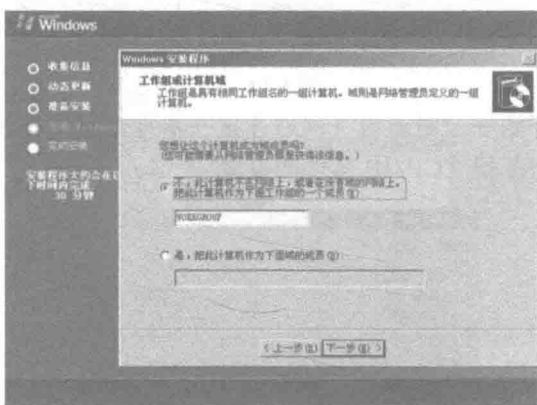 Windows
收集信息
动态更新
准备安装
安装 Windows
完成安装
安装程序大约会在以
下时间内完成
30 分钟
Windows 安装程序
工作组或计算机域
工作组是具有相同工作组名的一组计算机。域则是网络管理员定义的一组
计算机。
您想让这个计算机成为域成员吗?
(您可能需要从网络管理员那里获得该信息。)
不,此计算机不在网络上,或者在没有域的网络上。
把此计算机作为下面工作组的一个成员(I)
WORKGROUP
是,把此计算机作为下面域的成员(D)
<上一步(B)
下一步(N)>